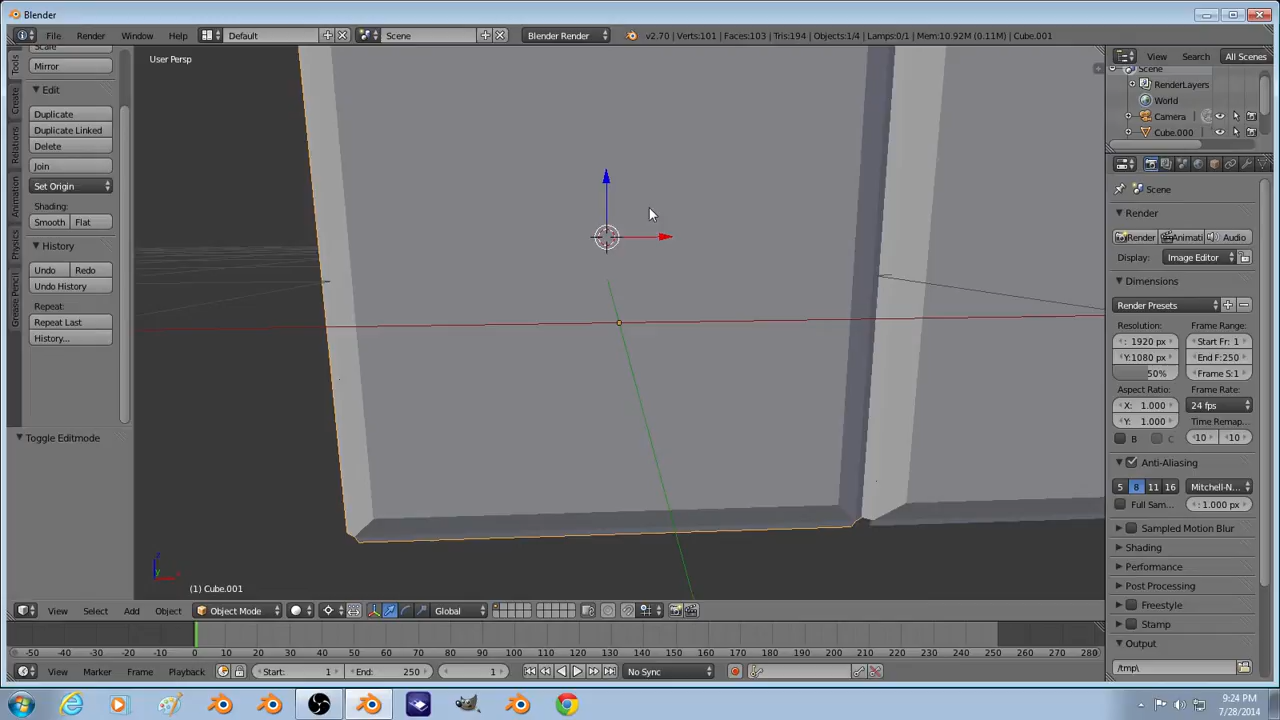 Blender
File Render Window Help Default Scene Blender Render v2.70 | Verts:101 | Faces:103 | Tris:194 | Objects:1/4 | Lamps:0/1 | Mem:10.92M (0.11M) | Cube.001
User Persp
View Search All Scenes
Scene
RenderLayers
World
Camera
Cube.000
Tools
Create
Relations
Animation
Physics
Grease Pencil
Scale
Mirror
Edit
Duplicate
Duplicate Linked
Delete
Join
Set Origin
Shading:
Smooth Flat
History
Undo Redo
Undo History
Repeat:
Repeat Last
History...
Toggle Editmode
Scene
Render
Render Animati Audio
Display: Image Editor
Dimensions
Render Presets
Resolution: Frame Range:
: 1920 px Start Fr: 1
Y:1080 px End F:250
50% Frame S:1
Aspect Ratio: Frame Rate:
X: 1.000 24 fps
Y: 1.000 Time Remap...
B C 10 10
Anti-Aliasing
5 8 11 16 Mitchell-N...
Full Sam... : 1.000 px
Sampled Motion Blur
Shading
Performance
Post Processing
Freestyle
Stamp
Output
/tmp\
z
y x
(1) Cube.001
View Select Add Object Object Mode Global
-50 -40 -30 -20 -10 0 10 20 30 40 50 60 70 80 90 100 110 120 130 140 150 160 170 180 190 200 210 220 230 240 250 260 270 280
View Marker Frame Playback Start: 1 End: 250 1 No Sync
9:24 PM
7/28/2014